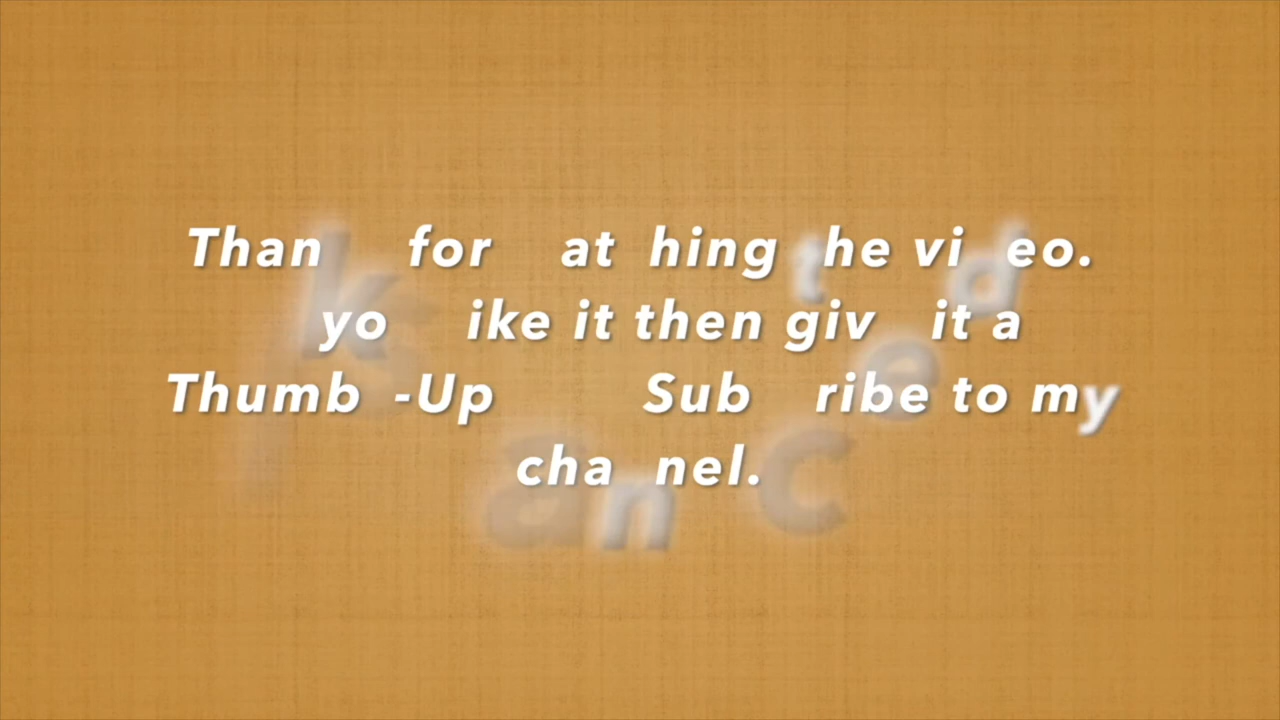 Than for at hing the vi eo.
yo ike it then giv it a
Thumb -Up Sub ribe to my
cha nel.